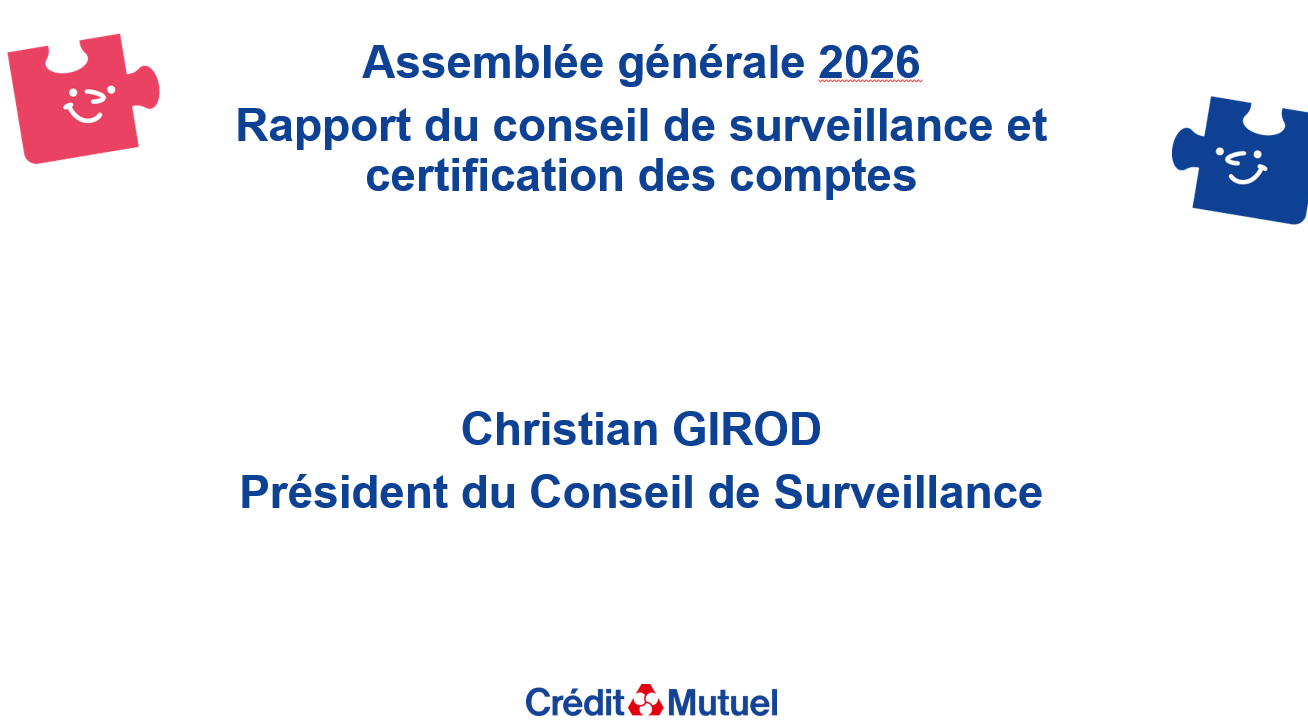 Assemblée générale 2026
Rapport du conseil de surveillance et
certification des comptes
Christian GIROD
Président du Conseil de Surveillance
Crédit Mutuel